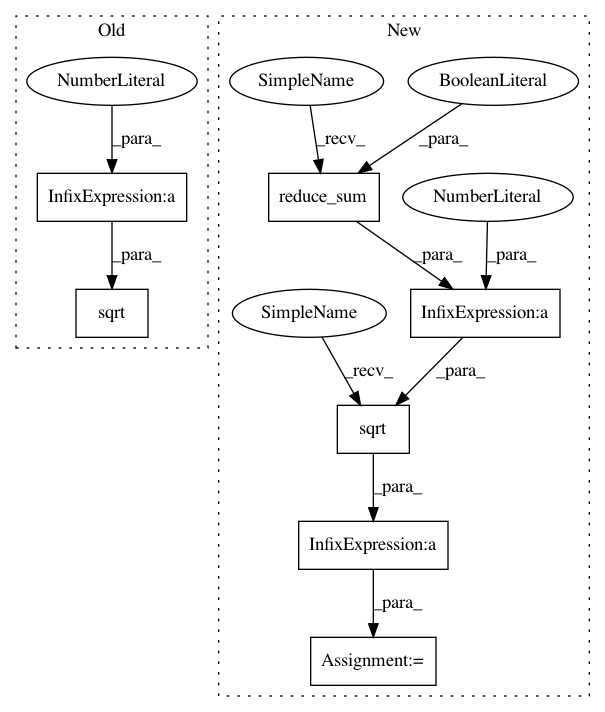 Old
New
NumberLiteral
SimpleName
BooleanLiteral
_para_
_recv_
_para_
InfixExpression:a
reduce_sum
NumberLiteral
_para_
_para_
_para_
sqrt
SimpleName
InfixExpression:a
_recv_
_para_
sqrt
_para_
InfixExpression:a
_para_
Assignment:=